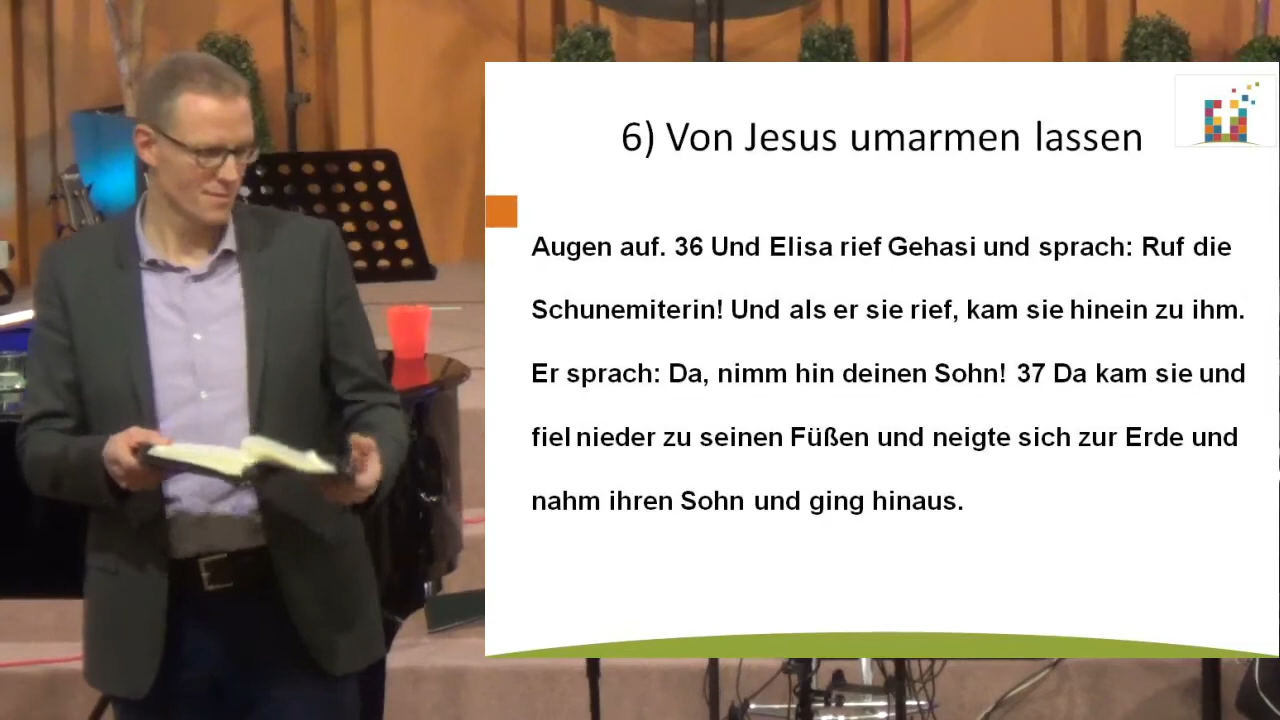 6) Von Jesus umarmen lassen
Augen auf. 36 Und Elisa rief Gehasi und sprach: Ruf die
Schunemiterin! Und als er sie rief, kam sie hinein zu ihm.
Er sprach: Da, nimm hin deinen Sohn! 37 Da kam sie und
fiel nieder zu seinen Füßen und neigte sich zur Erde und
nahm ihren Sohn und ging hinaus.